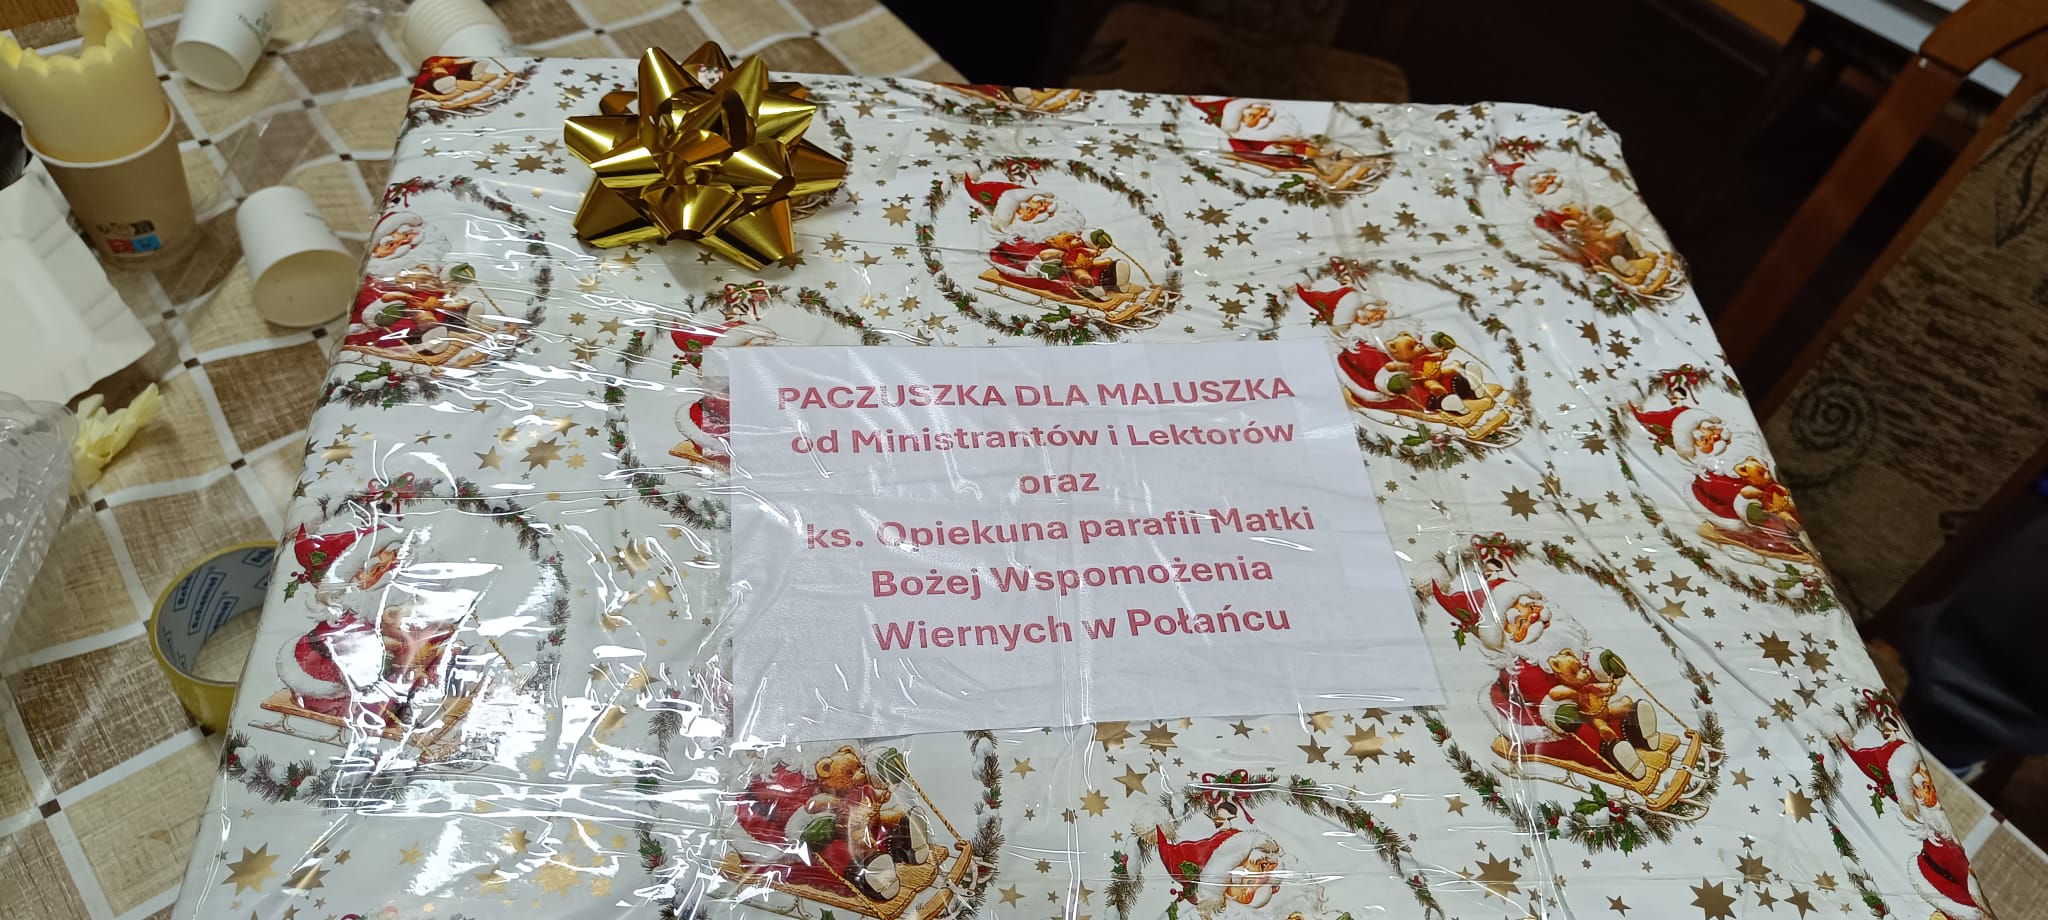 PACZUSZKA DLA MALUSZKA
od Ministrantów i Lektorów
oraz
ks. Opiekuna parafii Matki
Bożej Wspomożenia
Wiernych w Połańcu